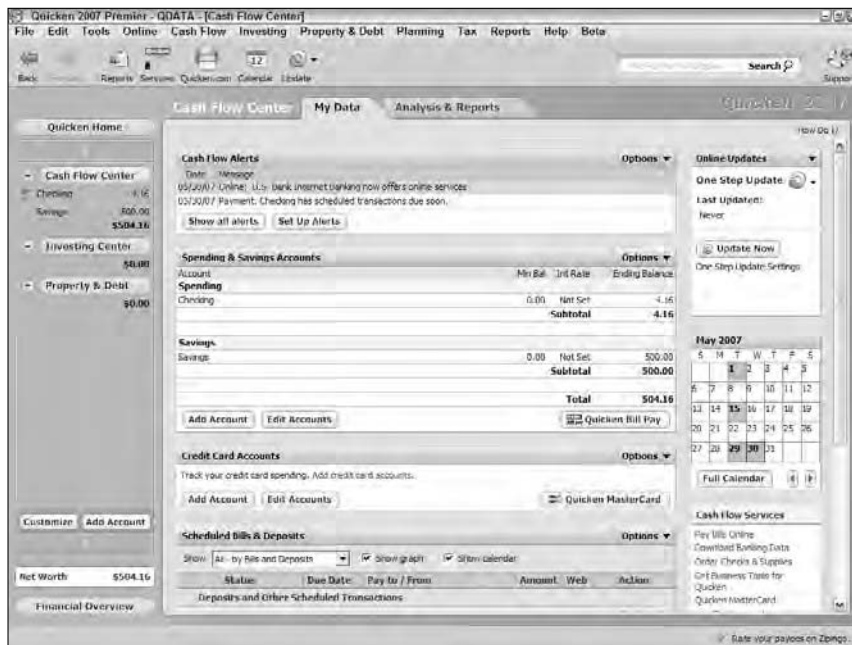 Quicken 2007 Premier - QDATA - [Cash Flow Center]
File Edit Tools Online Cash Flow Investing Property & Debt Planning Tax Reports Help Beta
12
Search
Back Reports Services Quicken.com Calendar Update
Cash Flow Center My Data Analysis & Reports
Quicken Home
How Do I?
Cash Flow Center
Checking 4.16
Savings 500.00
$504.16
Investing Center
$0.00
Property & Debt
$0.00
Customize Add Account
Net Worth $504.16
Financial Overview
Cash Flow Alerts Options
Date Message
05/30/07 Online: U.S. Bank Internet Banking now offers online services
05/30/07 Payment: Checking has scheduled transactions due soon.
Show all alerts Set Up Alerts
Spending & Savings Accounts Options
Account Min Bal Int Rate Ending Balance
Spending
Checking 0.00 Not Set 4.16
Subtotal 4.16
Savings
Savings 0.00 Not Set 500.00
Subtotal 500.00
Total 504.16
Add Account Edit Accounts Quicken Bill Pay
Credit Card Accounts Options
Track your credit card spending. Add credit card accounts.
Add Account Edit Accounts Quicken MasterCard
Scheduled Bills & Deposits Options
Show All - by Bills and Deposits Show graph Show calendar
Status Due Date Pay to / From Amount Web Action
Deposits and Other Scheduled Transactions
Online Updates
One Step Update
Last Updated:
Never
Update Now
One Step Update Settings
May 2007
S M T W T F S
1 2 3 4 5
6 7 8 9 10 11 12
13 14 15 16 17 18 19
20 21 22 23 24 25 26
27 28 29 30 31
Full Calendar
Cash Flow Services
Pay Bills Online
Download Banking Data
Order Checks & Supplies
Get Business Tools for
Quicken
Quicken MasterCard
Rate your payees on Zipingo